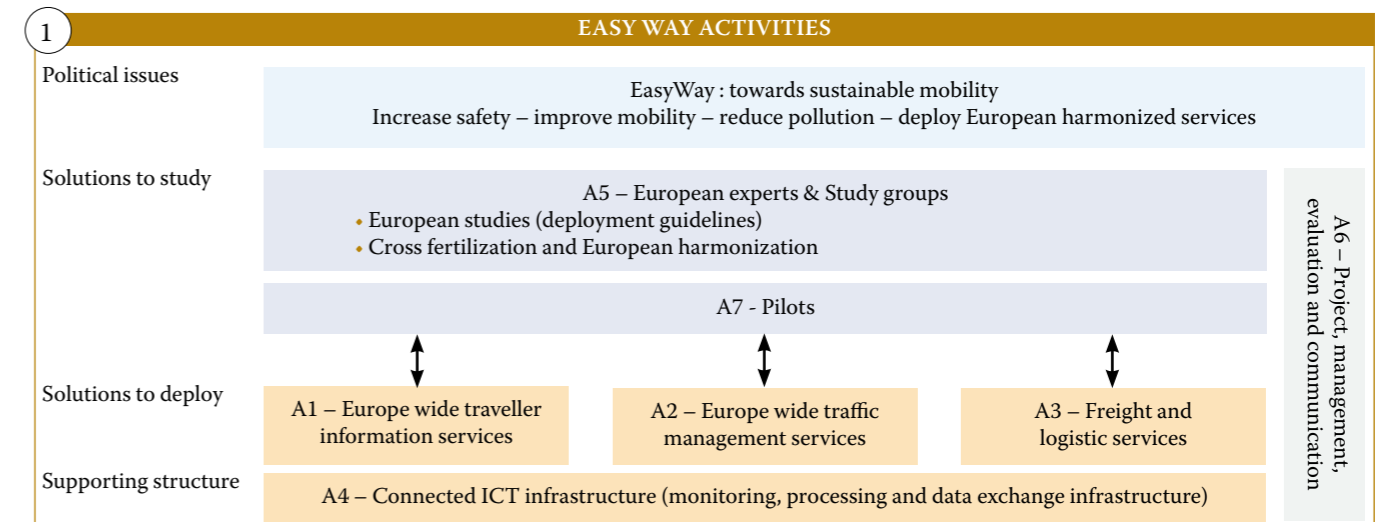 1
EASY WAY ACTIVITIES
Political issues
EasyWay : towards sustainable mobility
Increase safety – improve mobility – reduce pollution – deploy European harmonized services
Solutions to study
A5 – European experts & Study groups
• European studies (deployment guidelines)
• Cross fertilization and European harmonization
A7 - Pilots
Solutions to deploy
A1 – Europe wide traveller
information services
A2 – Europe wide traffic
management services
A3 – Freight and
logistic services
Supporting structure
A4 – Connected ICT infrastructure (monitoring, processing and data exchange infrastructure)
A6 – Project, management,
evaluation and communication